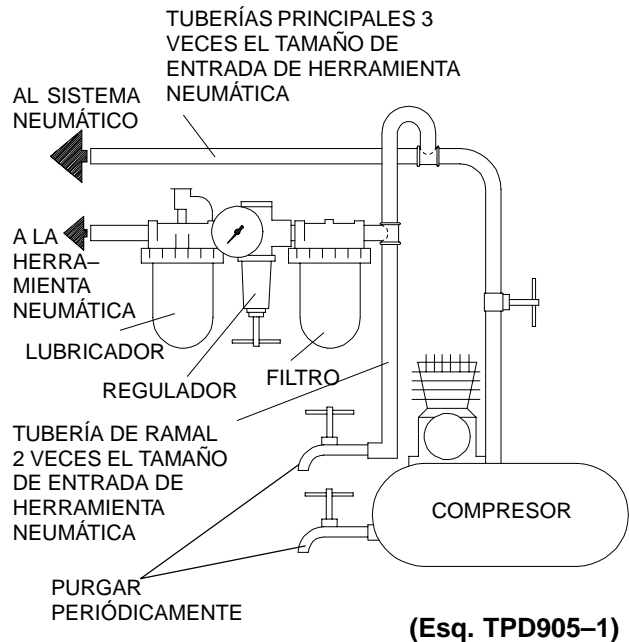 TUBERÍAS PRINCIPALES 3
VECES EL TAMAÑO DE
ENTRADA DE HERRAMIENTA
NEUMÁTICA
AL SISTEMA
NEUMÁTICO
A LA
HERRA–
MIENTA
NEUMÁTICA
LUBRICADOR
REGULADOR
FILTRO
TUBERÍA DE RAMAL
2 VECES EL TAMAÑO
DE ENTRADA DE
HERRAMIENTA
NEUMÁTICA
COMPRESOR
PURGAR
PERIÓDICAMENTE
(Esq. TPD905–1)